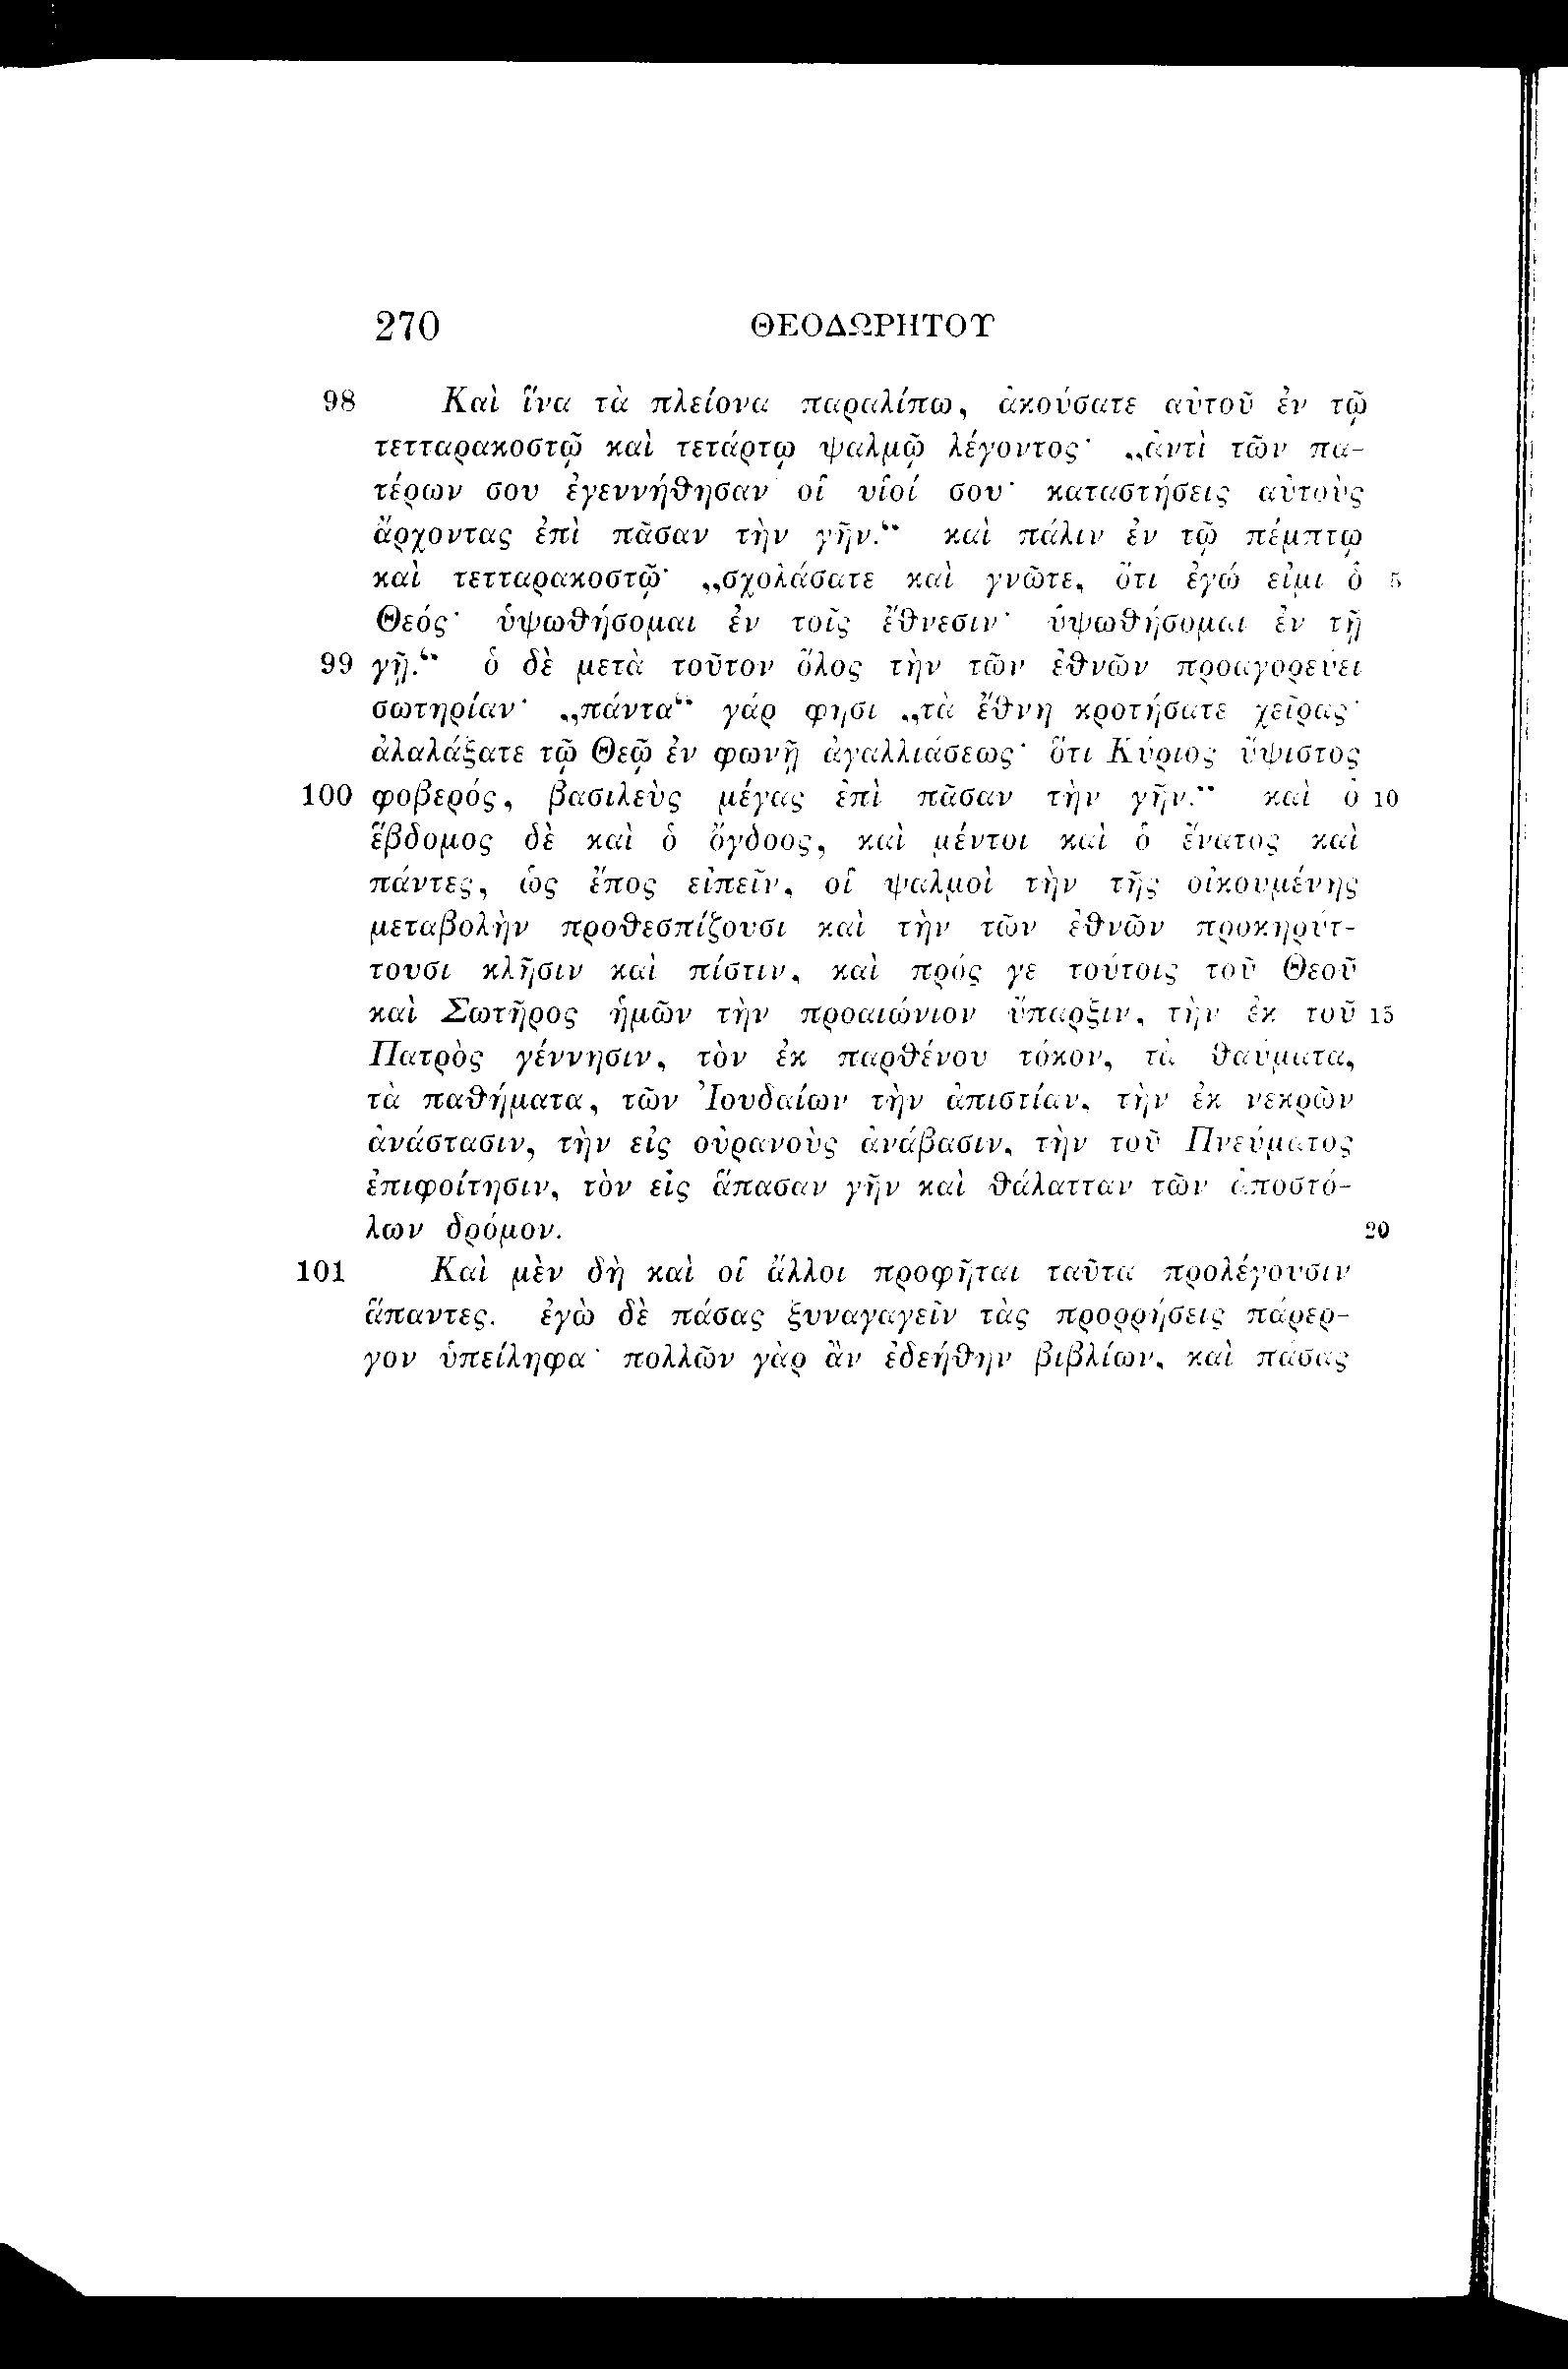 270 ΘΕΟΔΩΡΗΤΟΥ
98 Καὶ ἵνα τὰ πλείονα παραλίπω, ἀκούσατε αὐτοῦ ἐν τῷ
τετταρακοστῷ καὶ τετάρτῳ ψαλμῷ λέγοντος· „ἀντὶ τῶν πα-
τέρων σου ἐγεννήθησαν οἱ υἱοί σου· καταστήσεις αὐτοὺς
ἄρχοντας ἐπὶ πᾶσαν τὴν γῆν.“ καὶ πάλιν ἐν τῷ πέμπτῳ
καὶ τετταρακοστῷ· „σχολάσατε καὶ γνῶτε, ὅτι ἐγώ εἰμι ὁ 5
Θεός· ὑψωθήσομαι ἐν τοῖς ἔθνεσιν· ὑψωθήσομαι ἐν τῇ
99 γῇ.“ ὁ δὲ μετὰ τοῦτον ὅλος τὴν τῶν ἐθνῶν προαγορεύει
σωτηρίαν· „πάντα“ γάρ φησι „τὰ ἔθνη κροτήσατε χεῖρας·
ἀλαλάξατε τῷ Θεῷ ἐν φωνῇ ἀγαλλιάσεως· ὅτι Κύριος ὕψιστος
100 φοβερός, βασιλεὺς μέγας ἐπὶ πᾶσαν τὴν γῆν.“ καὶ ὁ 10
ἕβδομος δὲ καὶ ὁ ὄγδοος, καὶ μέντοι καὶ ὁ ἔνατος καὶ
πάντες, ὡς ἔπος εἰπεῖν, οἱ ψαλμοὶ τὴν τῆς οἰκουμένης
μεταβολὴν προθεσπίζουσι καὶ τὴν τῶν ἐθνῶν προκηρύτ-
τουσι κλῆσιν καὶ πίστιν, καὶ πρός γε τούτοις τοῦ Θεοῦ
καὶ Σωτῆρος ἡμῶν τὴν προαιώνιον ὕπαρξιν, τὴν ἐκ τοῦ 15
Πατρὸς γέννησιν, τὸν ἐκ παρθένου τόκον, τὰ θαύματα,
τὰ παθήματα, τῶν Ἰουδαίων τὴν ἀπιστίαν, τὴν ἐκ νεκρῶν
ἀνάστασιν, τὴν εἰς οὐρανοὺς ἀνάβασιν, τὴν τοῦ Πνεύματος
ἐπιφοίτησιν, τὸν εἰς ἅπασαν γῆν καὶ θάλατταν τῶν ἀποστό-
λων δρόμον. 20
101 Καὶ μὲν δὴ καὶ οἱ ἄλλοι προφῆται ταῦτα προλέγουσιν
ἅπαντες. ἐγὼ δὲ πάσας ξυναγαγεῖν τὰς προρρήσεις πάρερ-
γον ὑπείληφα· πολλῶν γὰρ ἂν ἐδεήθην βιβλίων, καὶ πάσας